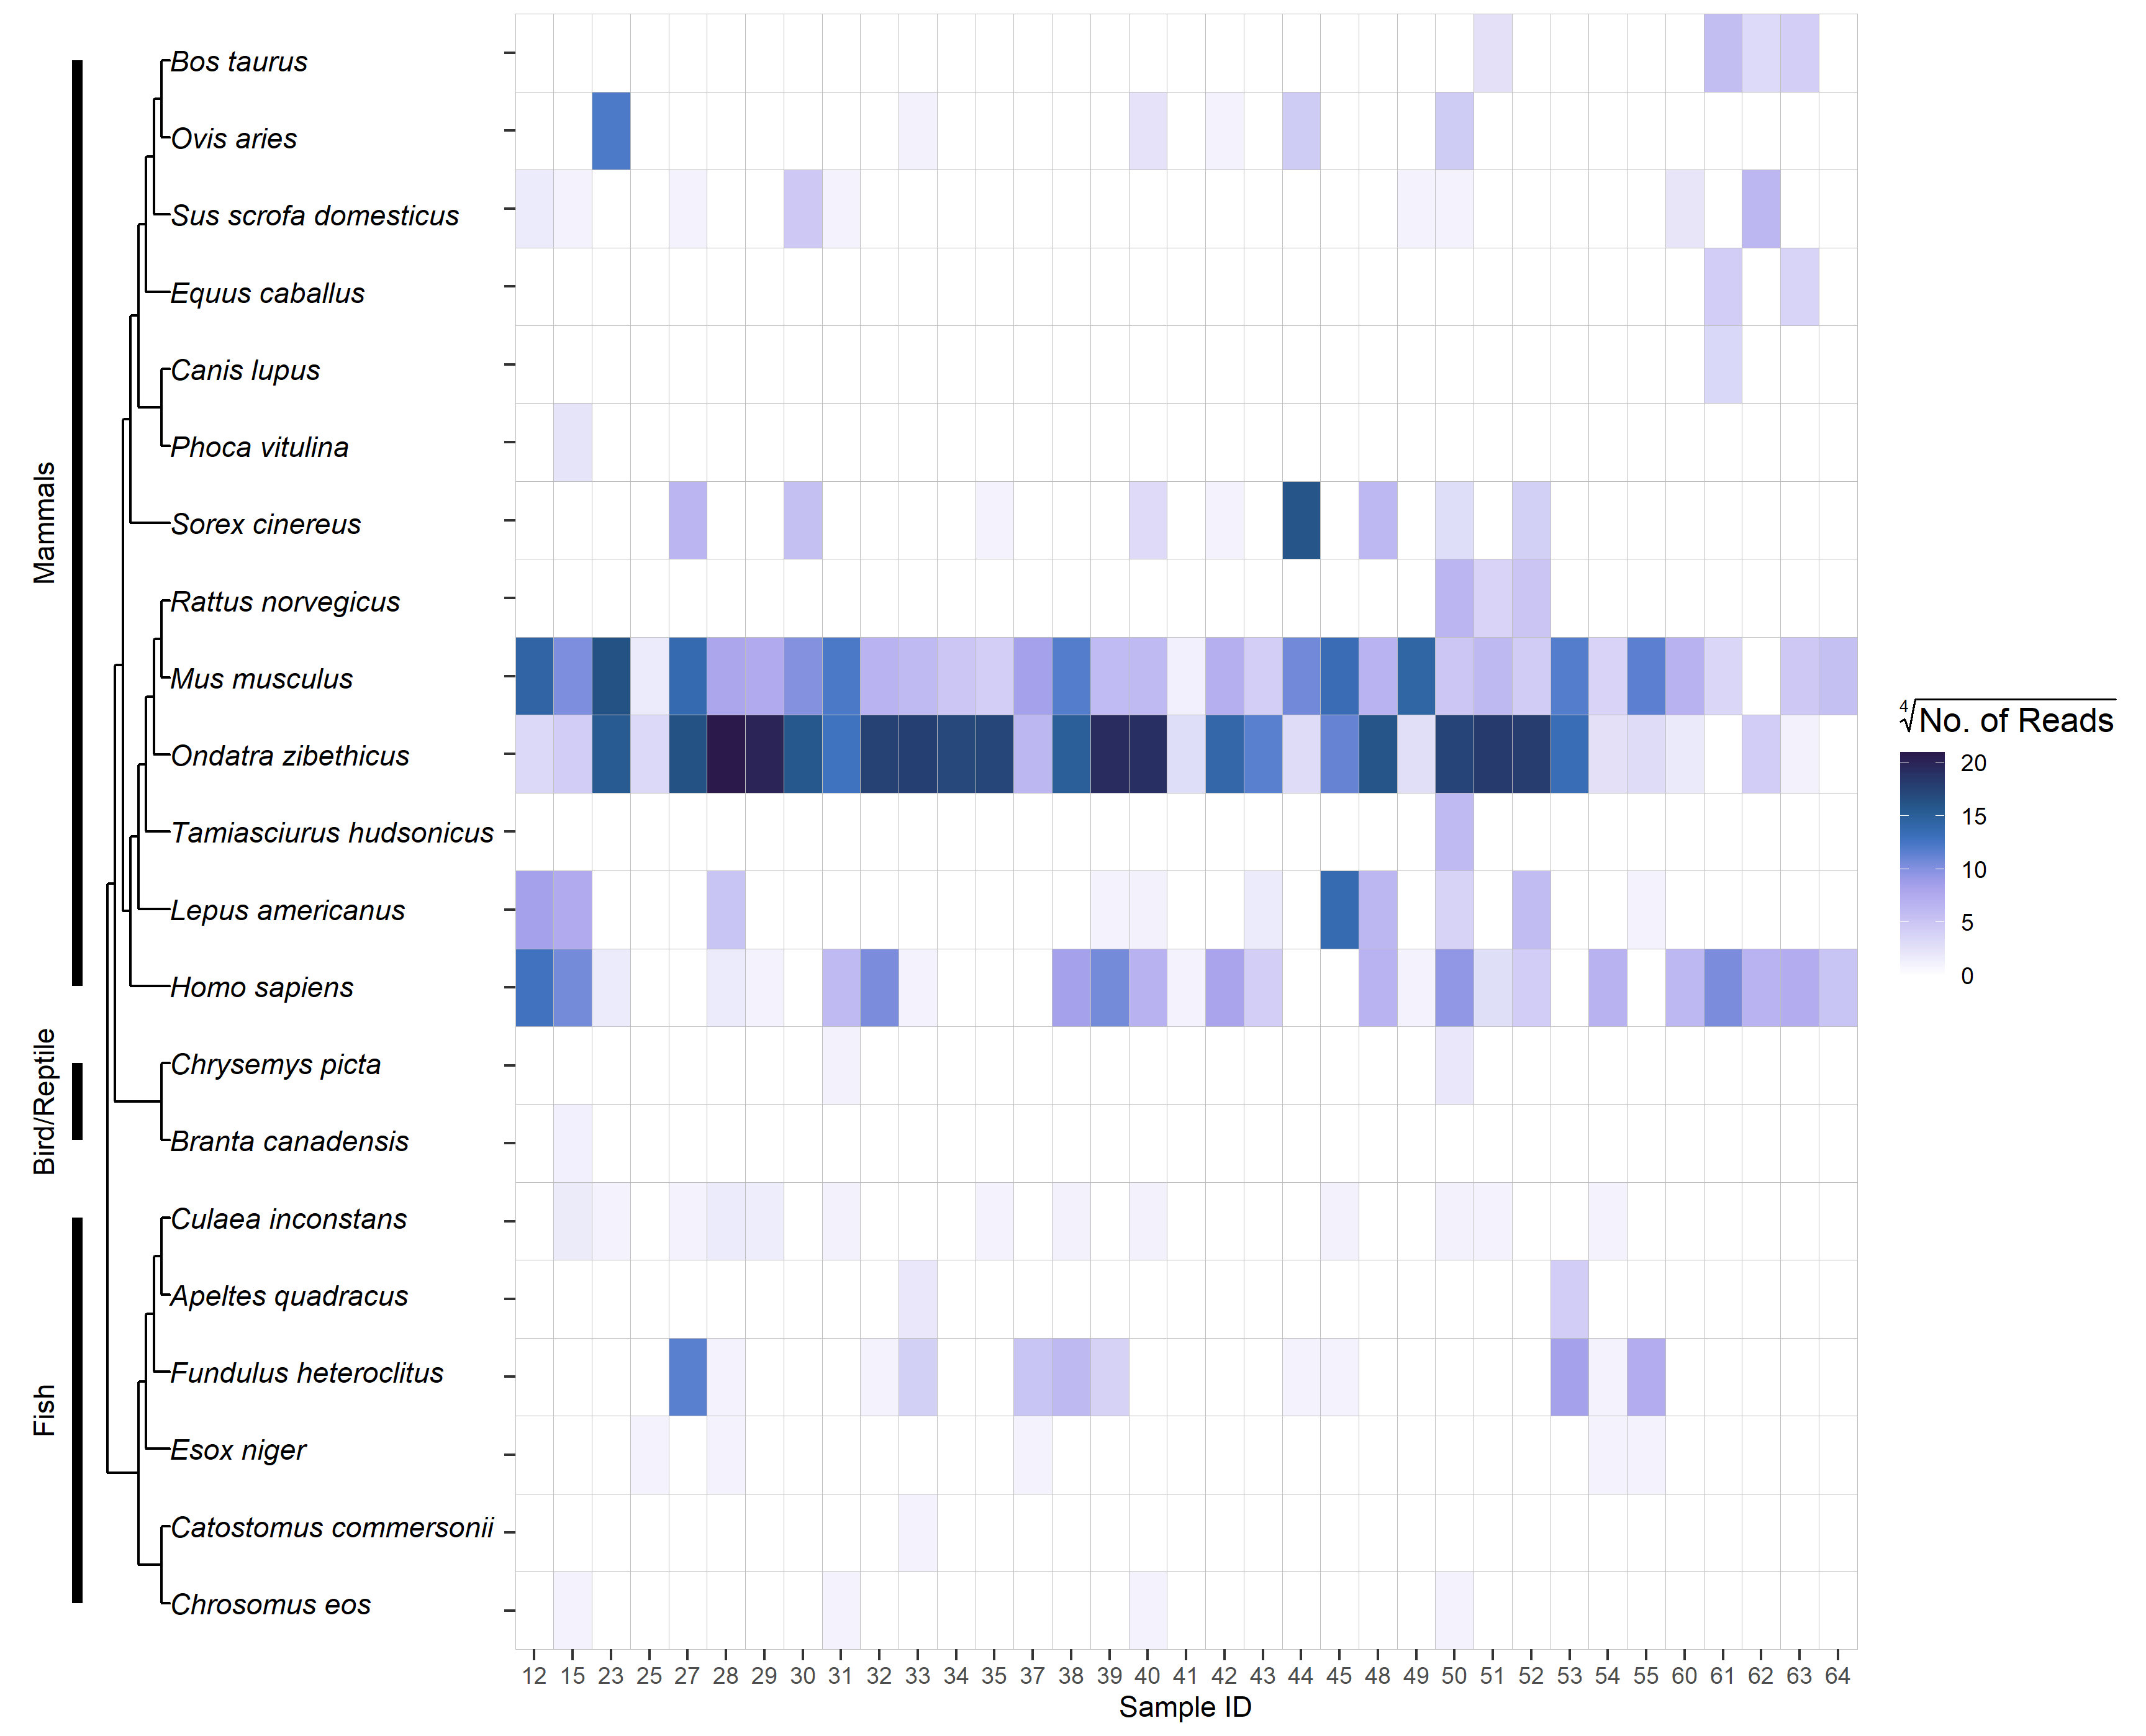 Mammals
Bird/Reptile
Fish
Bos taurus
Ovis aries
Sus scrofa domesticus
Equus caballus
Canis lupus
Phoca vitulina
Sorex cinereus
Rattus norvegicus
Mus musculus
Ondatra zibethicus
Tamiasciurus hudsonicus
Lepus americanus
Homo sapiens
Chrysemys picta
Branta canadensis
Culaea inconstans
Apeltes quadracus
Fundulus heteroclitus
Esox niger
Catostomus commersonii
Chrosomus eos
12 15 23 25 27 28 29 30 31 32 33 34 35 37 38 39 40 41 42 43 44 45 48 49 50 51 52 53 54 55 60 61 62 63 64
Sample ID
∜No. of Reads
20
15
10
5
0